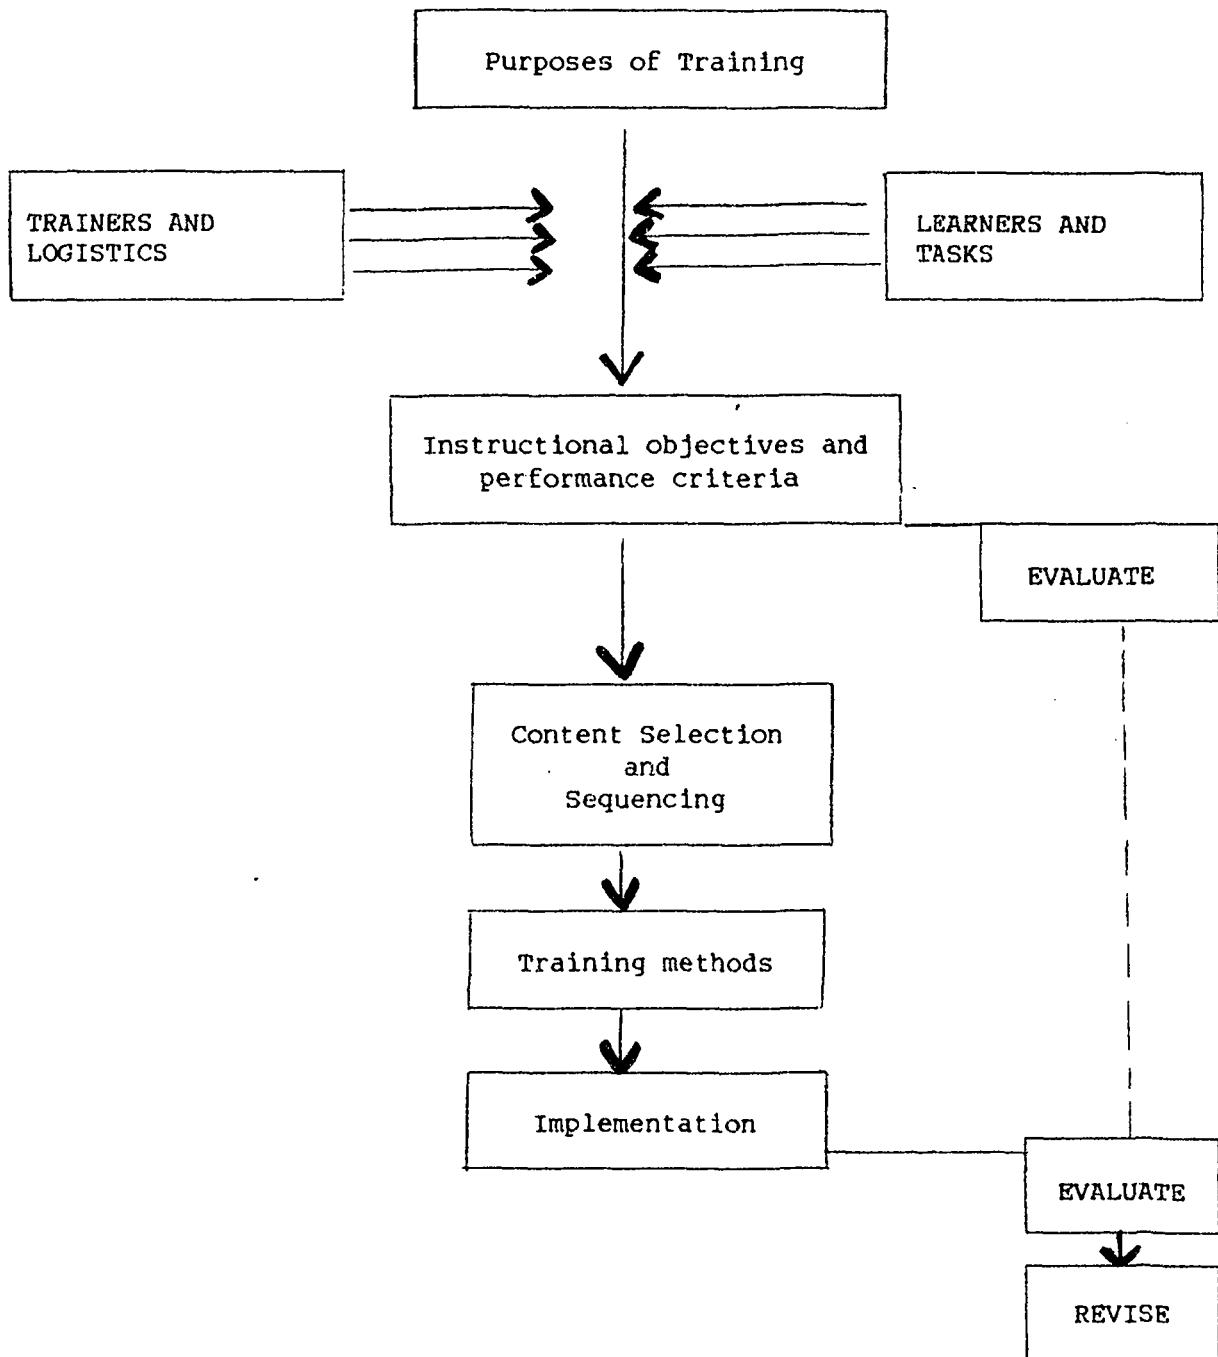 Purposes of Training
TRAINERS AND
LOGISTICS
LEARNERS AND
TASKS
Instructional objectives and
performance criteria
EVALUATE
Content Selection
and
Sequencing
Training methods
Implementation
EVALUATE
REVISE